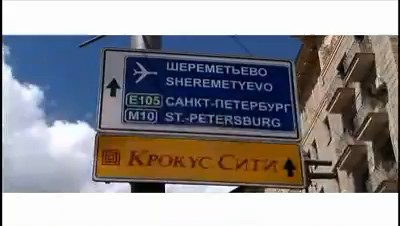 ШЕРЕМЕТЬЕВО
SHEREMETYEVO
E105 САНКТ-ПЕТЕРБУРГ
M10 ST.-PETERSBURG
КРОКУС СИТИ